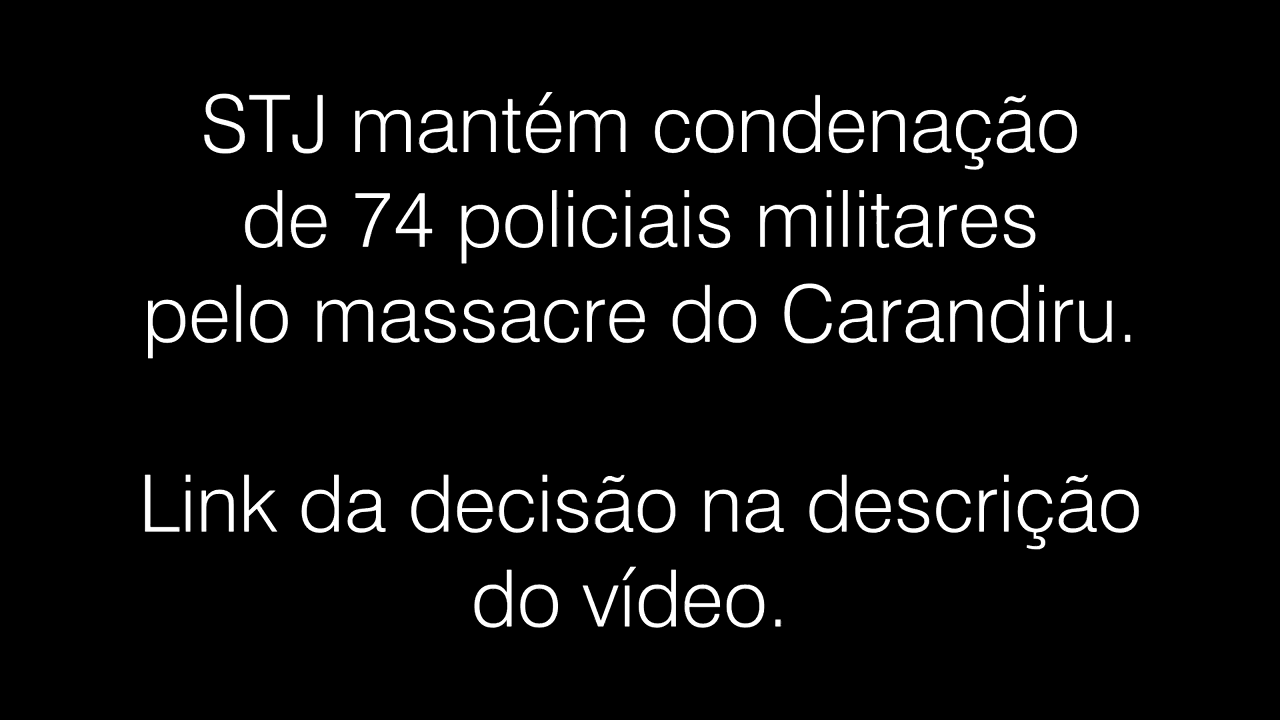 STJ mantém condenação
de 74 policiais militares
pelo massacre do Carandiru.
Link da decisão na descrição
do vídeo.